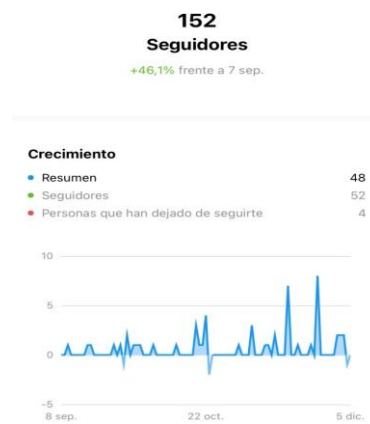 152
Seguidores
+46,1% frente a 7 sep.
Crecimiento
Resumen 48
Seguidores 52
Personas que han dejado de seguirte 4
10
5
0
-5
8 sep. 22 oct. 5 dic.